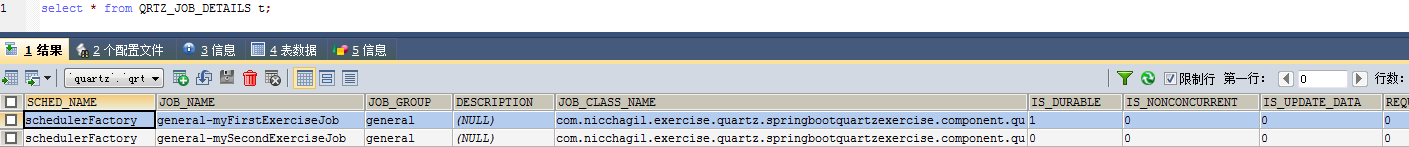 1 select * from QRTZ_JOB_DETAILS t;
1 结果 2 个配置文件 3 信息 4 表数据 5 信息
`quartz`.`qrt 限制行 第一行: 0 行数:
SCHED_NAME JOB_NAME JOB_GROUP DESCRIPTION JOB_CLASS_NAME IS_DURABLE IS_NONCONCURRENT IS_UPDATE_DATA REQU
schedulerFactory general-myFirstExerciseJob general (NULL) com.nicchagil.exercise.quartz.springbootquartzexercise.component.qu 1 0 0 0
schedulerFactory general-mySecondExerciseJob general (NULL) com.nicchagil.exercise.quartz.springbootquartzexercise.component.qu 0 0 0 0